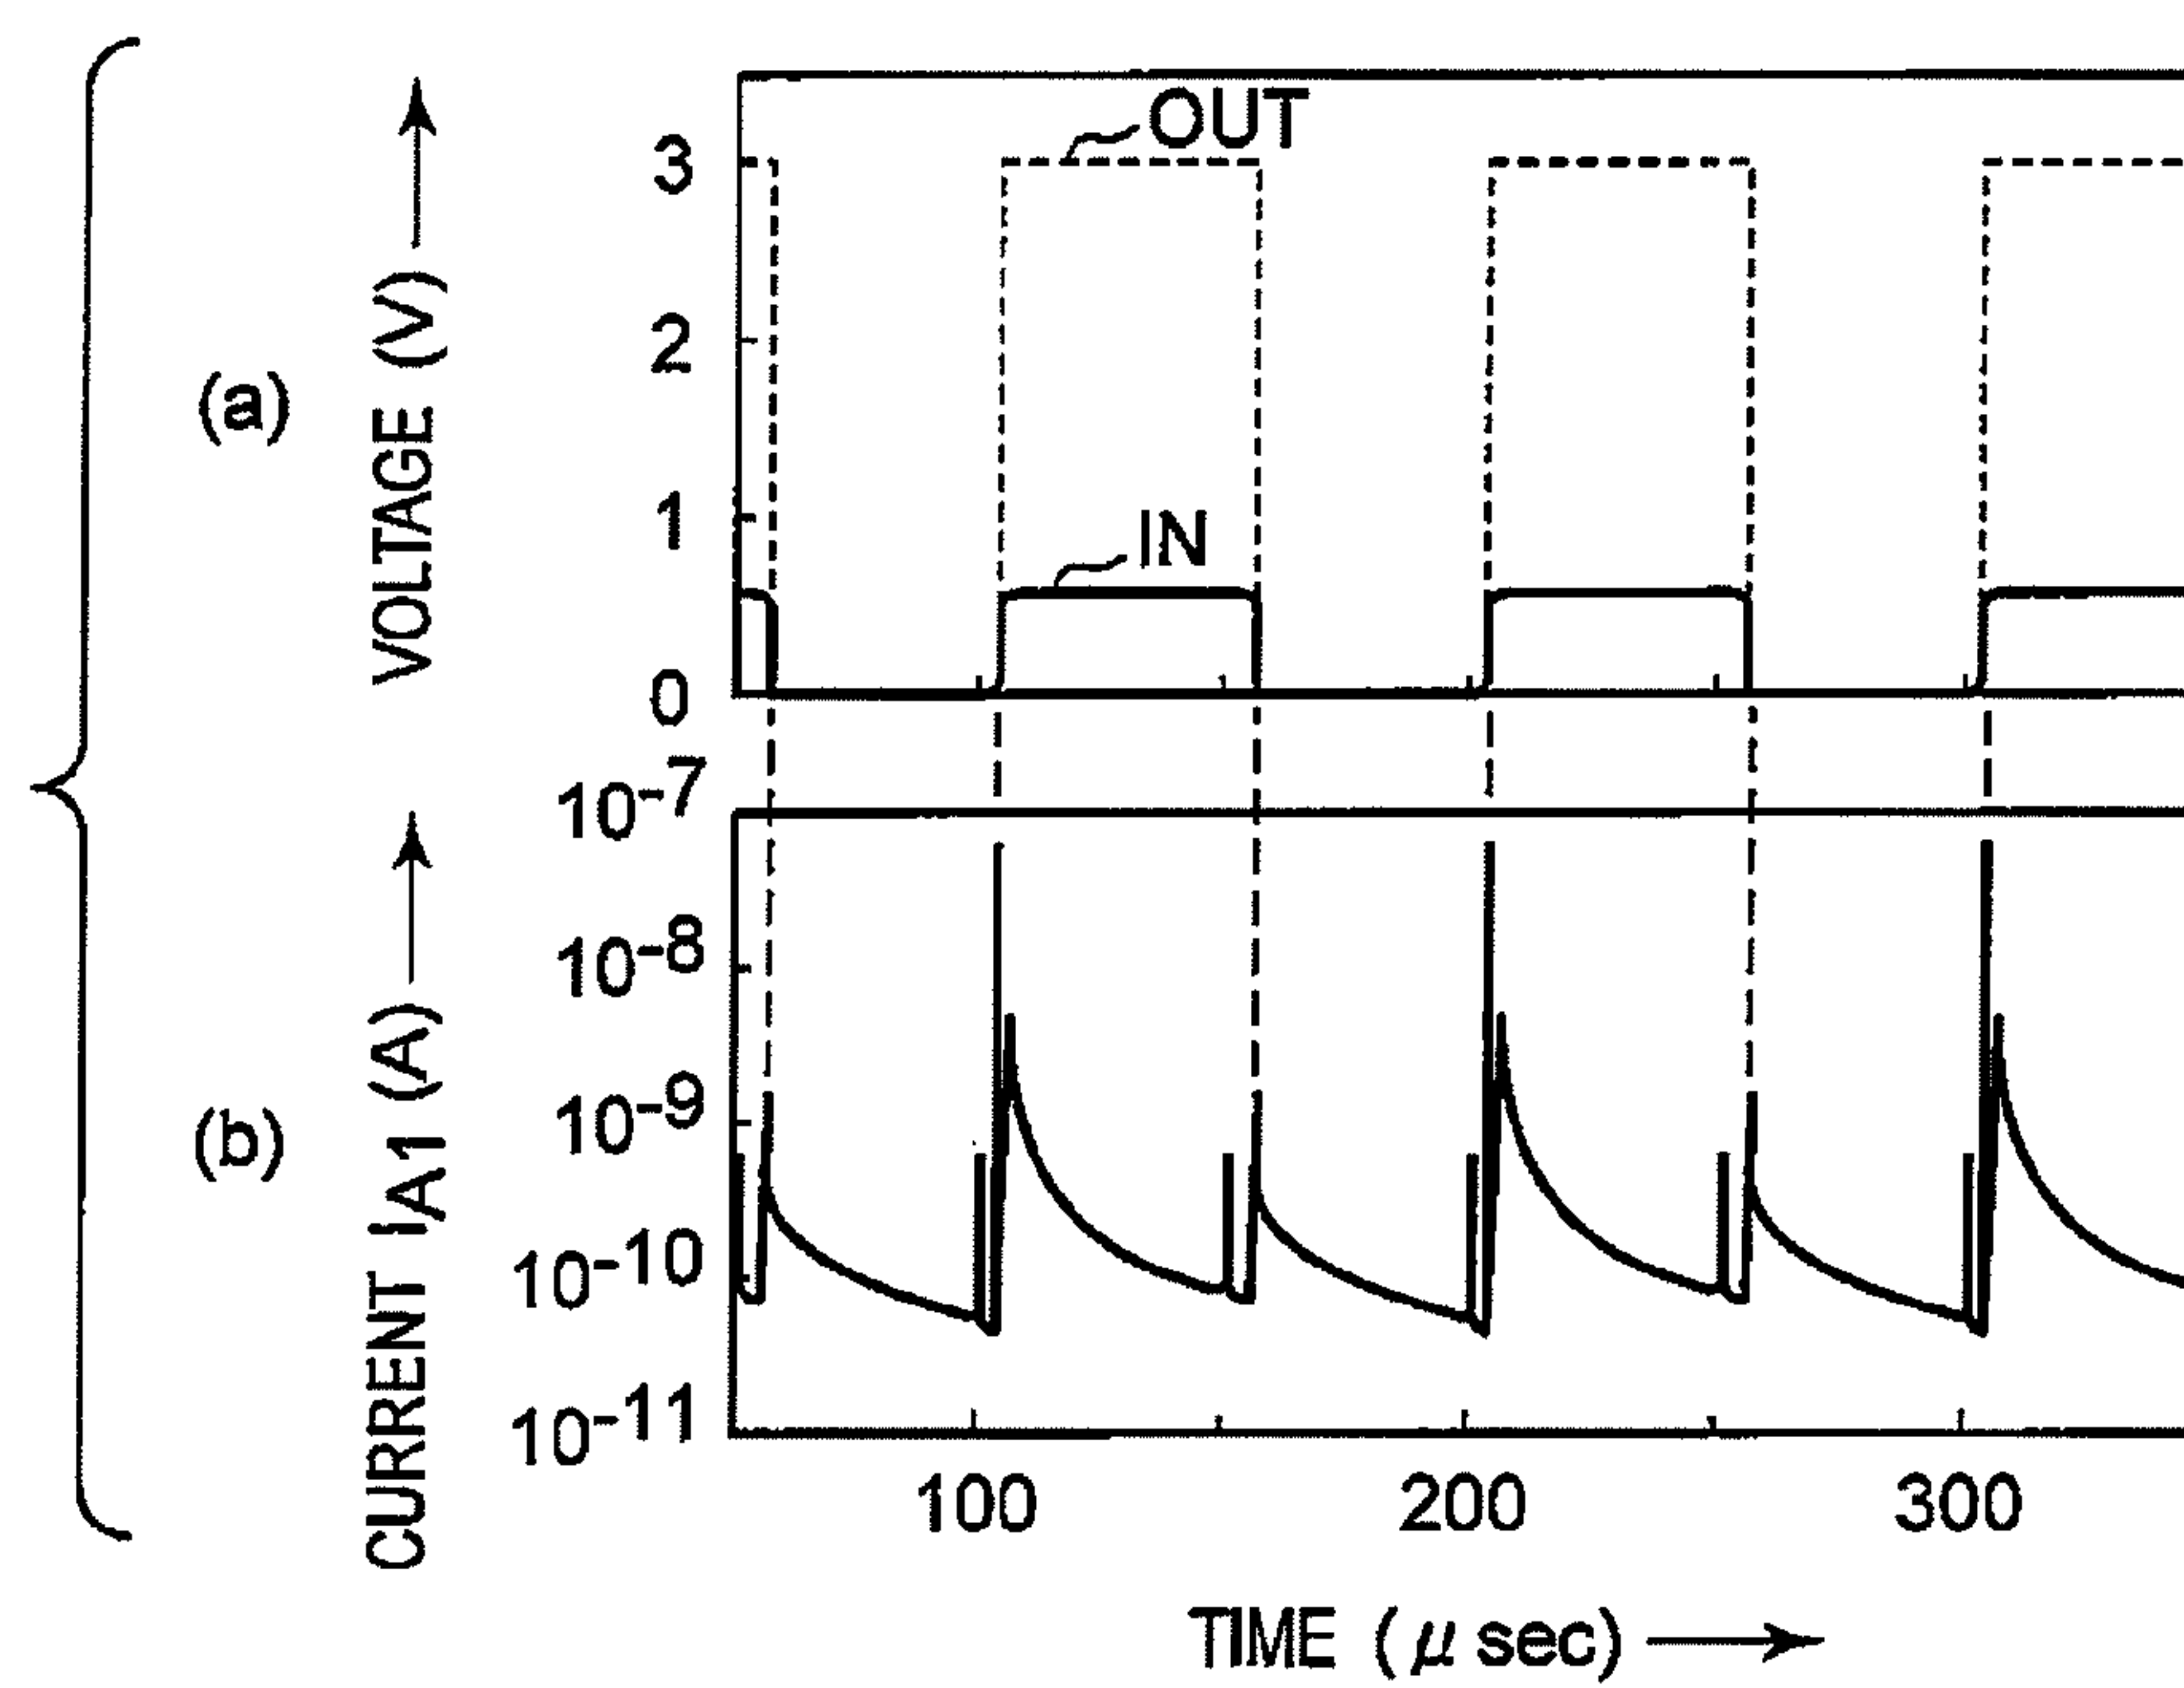 (a)
VOLTAGE (V)
3
2
1
0
OUT
IN
(b)
CURRENT iA1 (A)
10-7
10-8
10-9
10-10
10-11
100 200 300
TIME (μ sec)